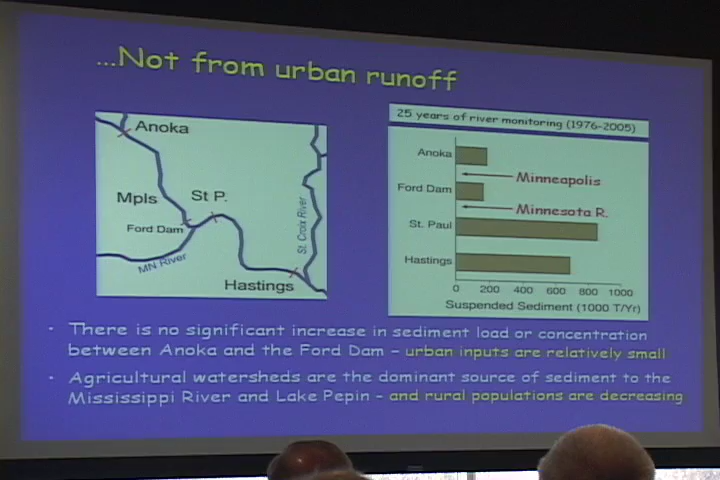 ...Not from urban runoff
Anoka
Mpls
St P.
Ford Dam
MN River
St. Croix River
Hastings
25 years of river monitoring (1976-2005)
Anoka
Minneapolis
Ford Dam
Minnesota R.
St. Paul
Hastings
0 200 400 600 800 1000
Suspended Sediment (1000 T/Yr)
• There is no significant increase in sediment load or concentration
between Anoka and the Ford Dam – urban inputs are relatively small
• Agricultural watersheds are the dominant source of sediment to the
Mississippi River and Lake Pepin – and rural populations are decreasing